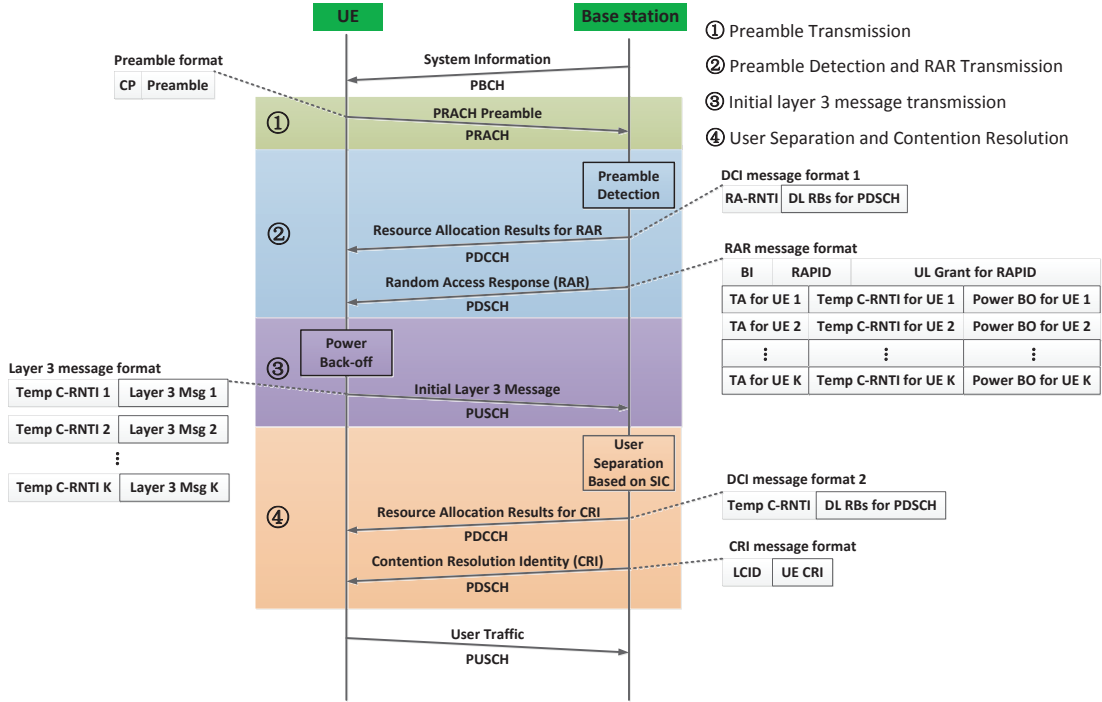 UE
Base station
① Preamble Transmission
② Preamble Detection and RAR Transmission
③ Initial layer 3 message transmission
④ User Separation and Contention Resolution
Preamble format
CP Preamble
System Information
PBCH
①
PRACH Preamble
PRACH
②
Preamble
Detection
DCI message format 1
RA-RNTI DL RBs for PDSCH
Resource Allocation Results for RAR
PDCCH
Random Access Response (RAR)
PDSCH
RAR message format
BI RAPID UL Grant for RAPID
TA for UE 1 Temp C-RNTI for UE 1 Power BO for UE 1
TA for UE 2 Temp C-RNTI for UE 2 Power BO for UE 2
⋮ ⋮ ⋮
TA for UE K Temp C-RNTI for UE K Power BO for UE K
③
Power
Back-off
Layer 3 message format
Temp C-RNTI 1 Layer 3 Msg 1
Temp C-RNTI 2 Layer 3 Msg 2
⋮
Temp C-RNTI K Layer 3 Msg K
Initial Layer 3 Message
PUSCH
④
User
Separation
Based on SIC
DCI message format 2
Temp C-RNTI DL RBs for PDSCH
Resource Allocation Results for CRI
PDCCH
Contention Resolution Identity (CRI)
PDSCH
CRI message format
LCID UE CRI
User Traffic
PUSCH